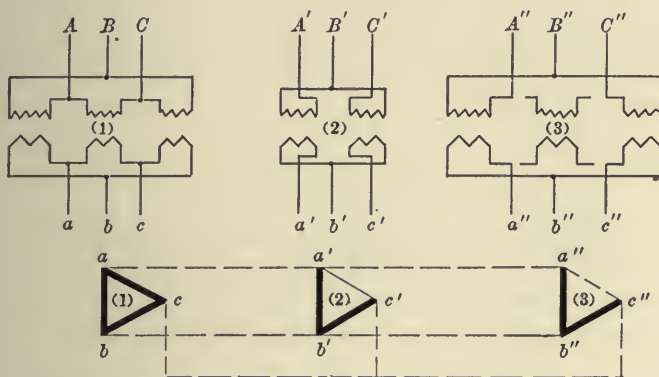 A B C A′ B′ C′ A″ B″ C″
(1) (2) (3)
a b c a′ b′ c′ a″ b″ c″
a a′ a″
(1) c (2) c′ (3) c″
b b′ b″